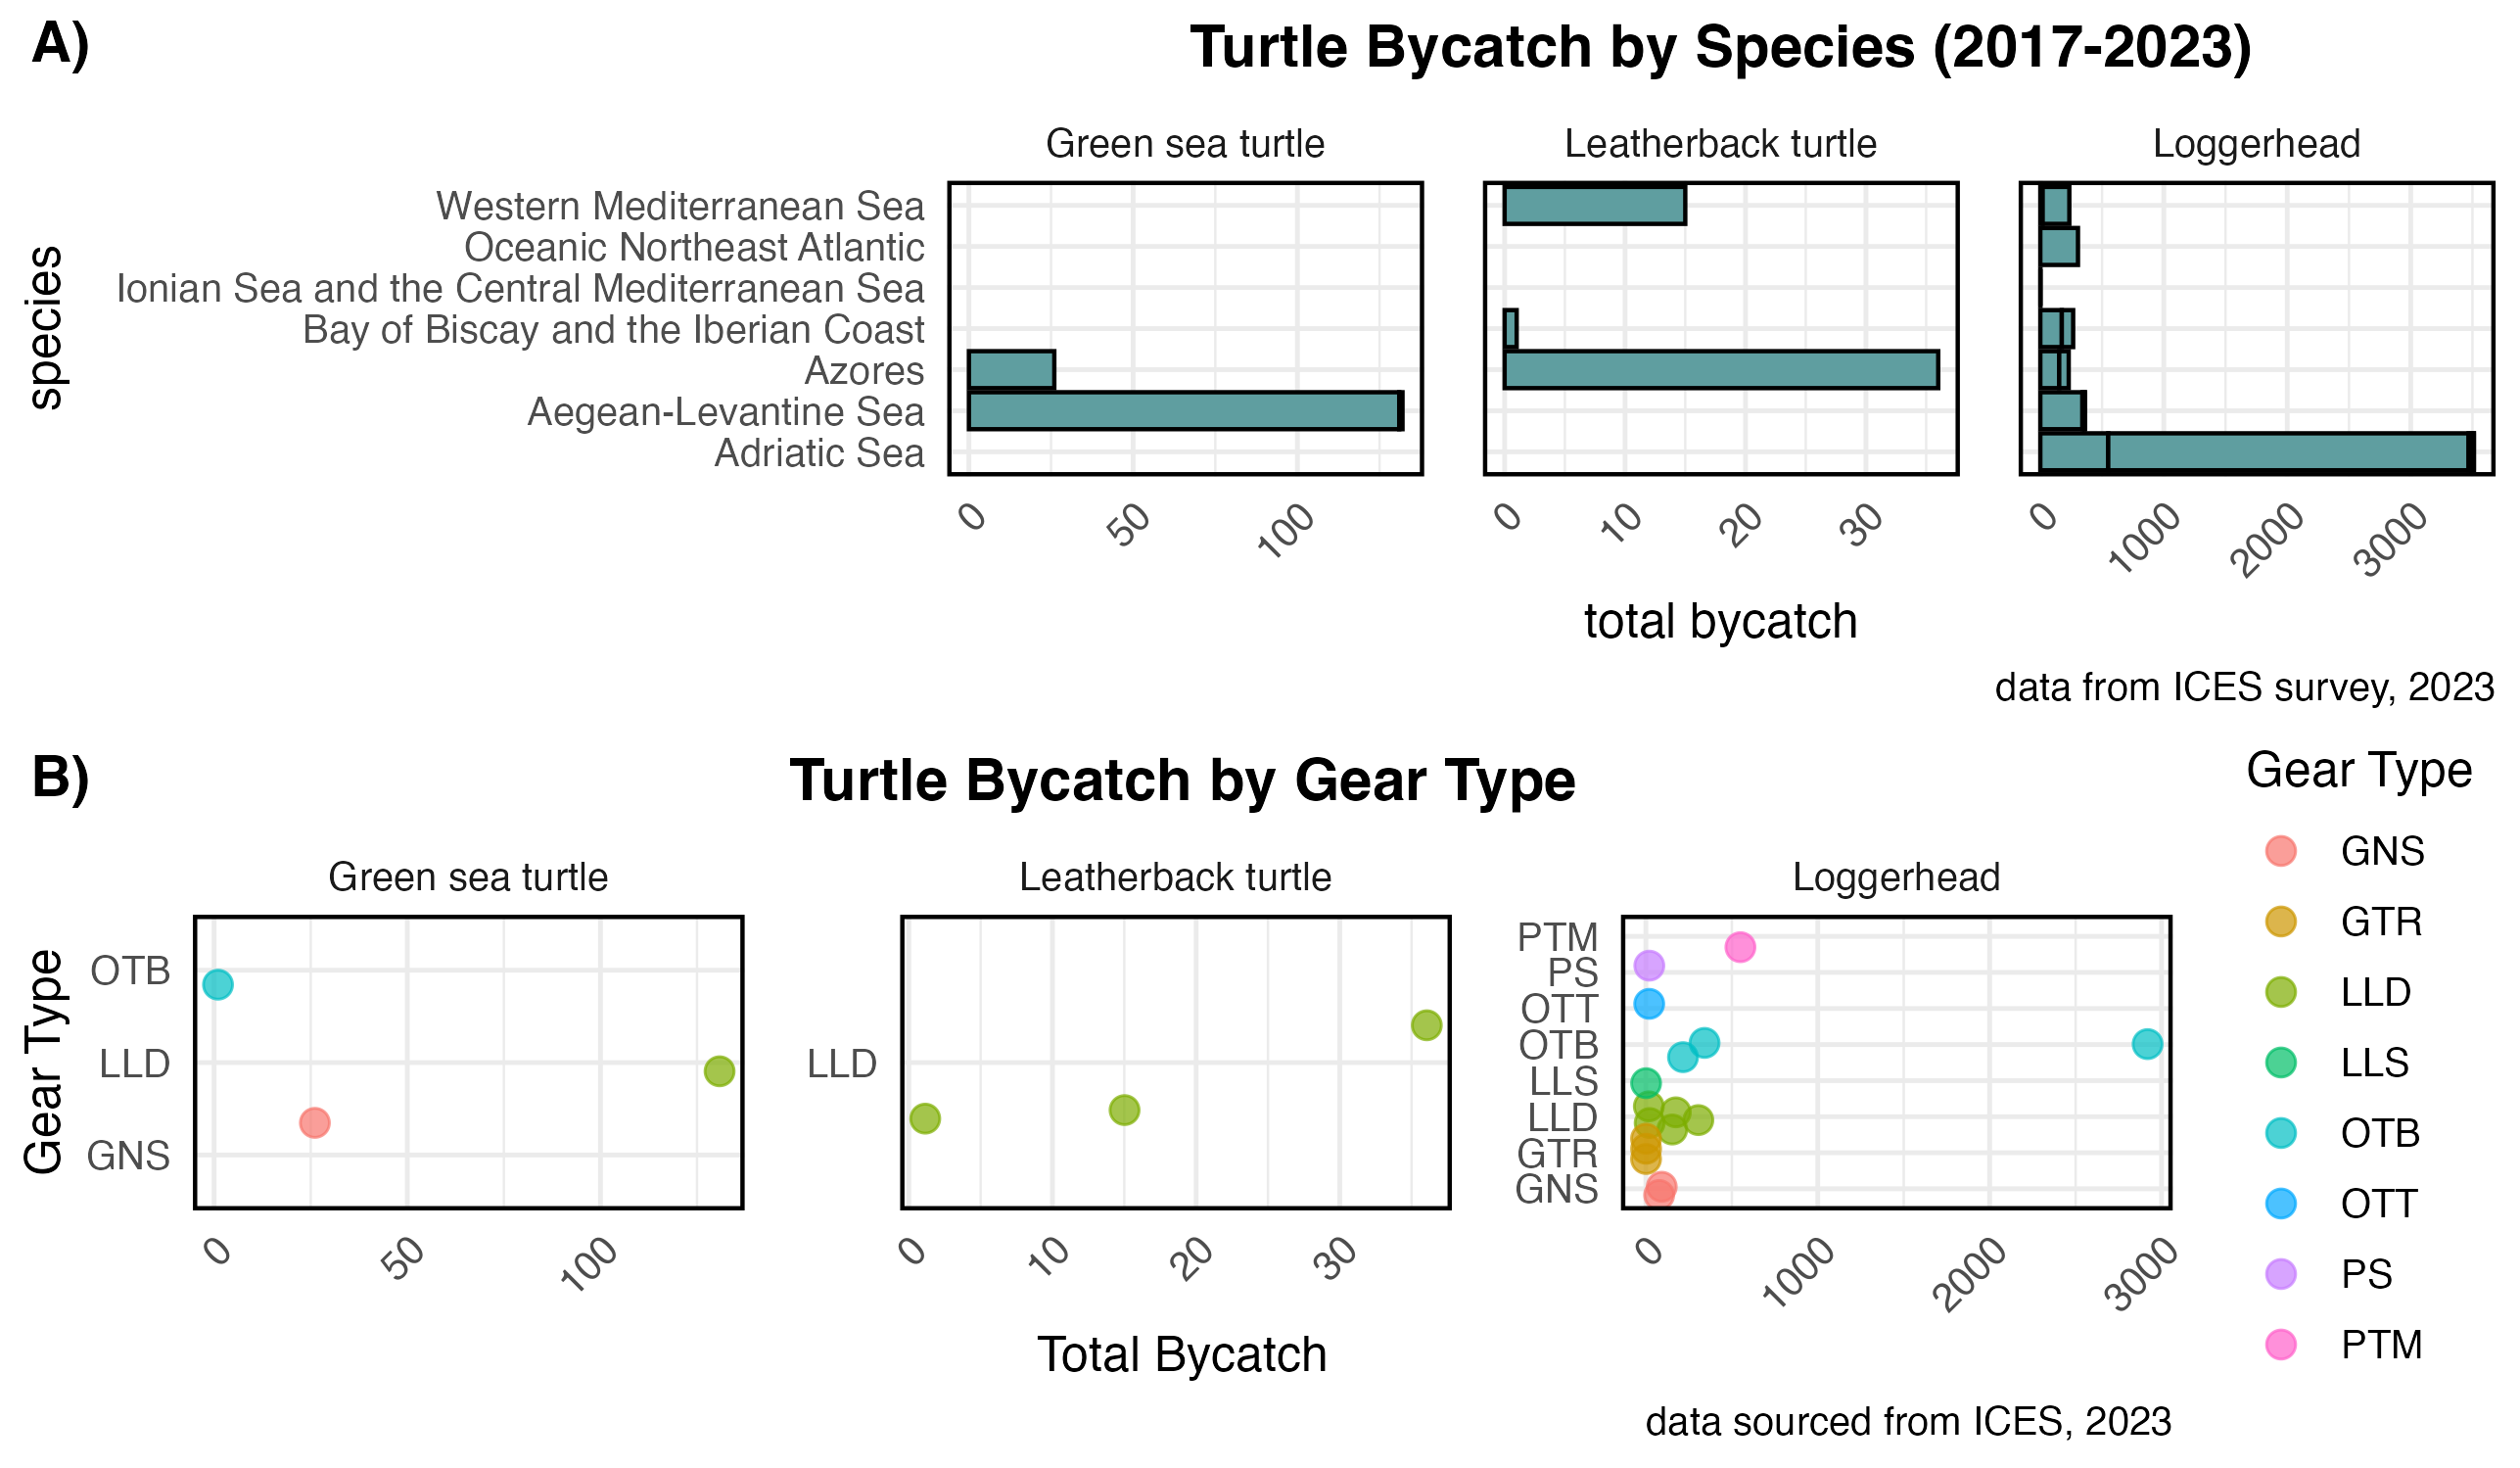 A)
Turtle Bycatch by Species (2017-2023)
Green sea turtle
Leatherback turtle
Loggerhead
species
Western Mediterranean Sea
Oceanic Northeast Atlantic
Ionian Sea and the Central Mediterranean Sea
Bay of Biscay and the Iberian Coast
Azores
Aegean-Levantine Sea
Adriatic Sea
0 50 100
0 10 20 30
0 1000 2000 3000
total bycatch
data from ICES survey, 2023
B)
Turtle Bycatch by Gear Type
Green sea turtle
Leatherback turtle
Loggerhead
Gear Type
OTB
LLD
GNS
LLD
PTM
PS
OTT
OTB
LLS
LLD
GTR
GNS
0 50 100
0 10 20 30
0 1000 2000 3000
Total Bycatch
data sourced from ICES, 2023
Gear Type
GNS
GTR
LLD
LLS
OTB
OTT
PS
PTM